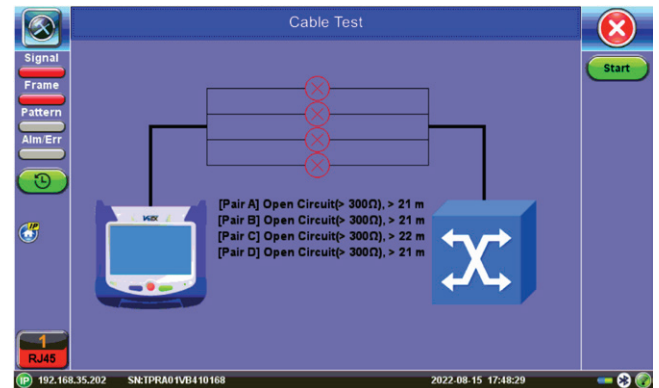 Cable Test
Signal
Frame
Pattern
Alm/Err
Start
[Pair A] Open Circuit(> 300Ω), > 21 m
[Pair B] Open Circuit(> 300Ω), > 21 m
[Pair C] Open Circuit(> 300Ω), > 22 m
[Pair D] Open Circuit(> 300Ω), > 21 m
VeEX
IP
1
RJ45
IP 192.168.35.202 SN:TPRA01VB410168 2022-08-15 17:48:29